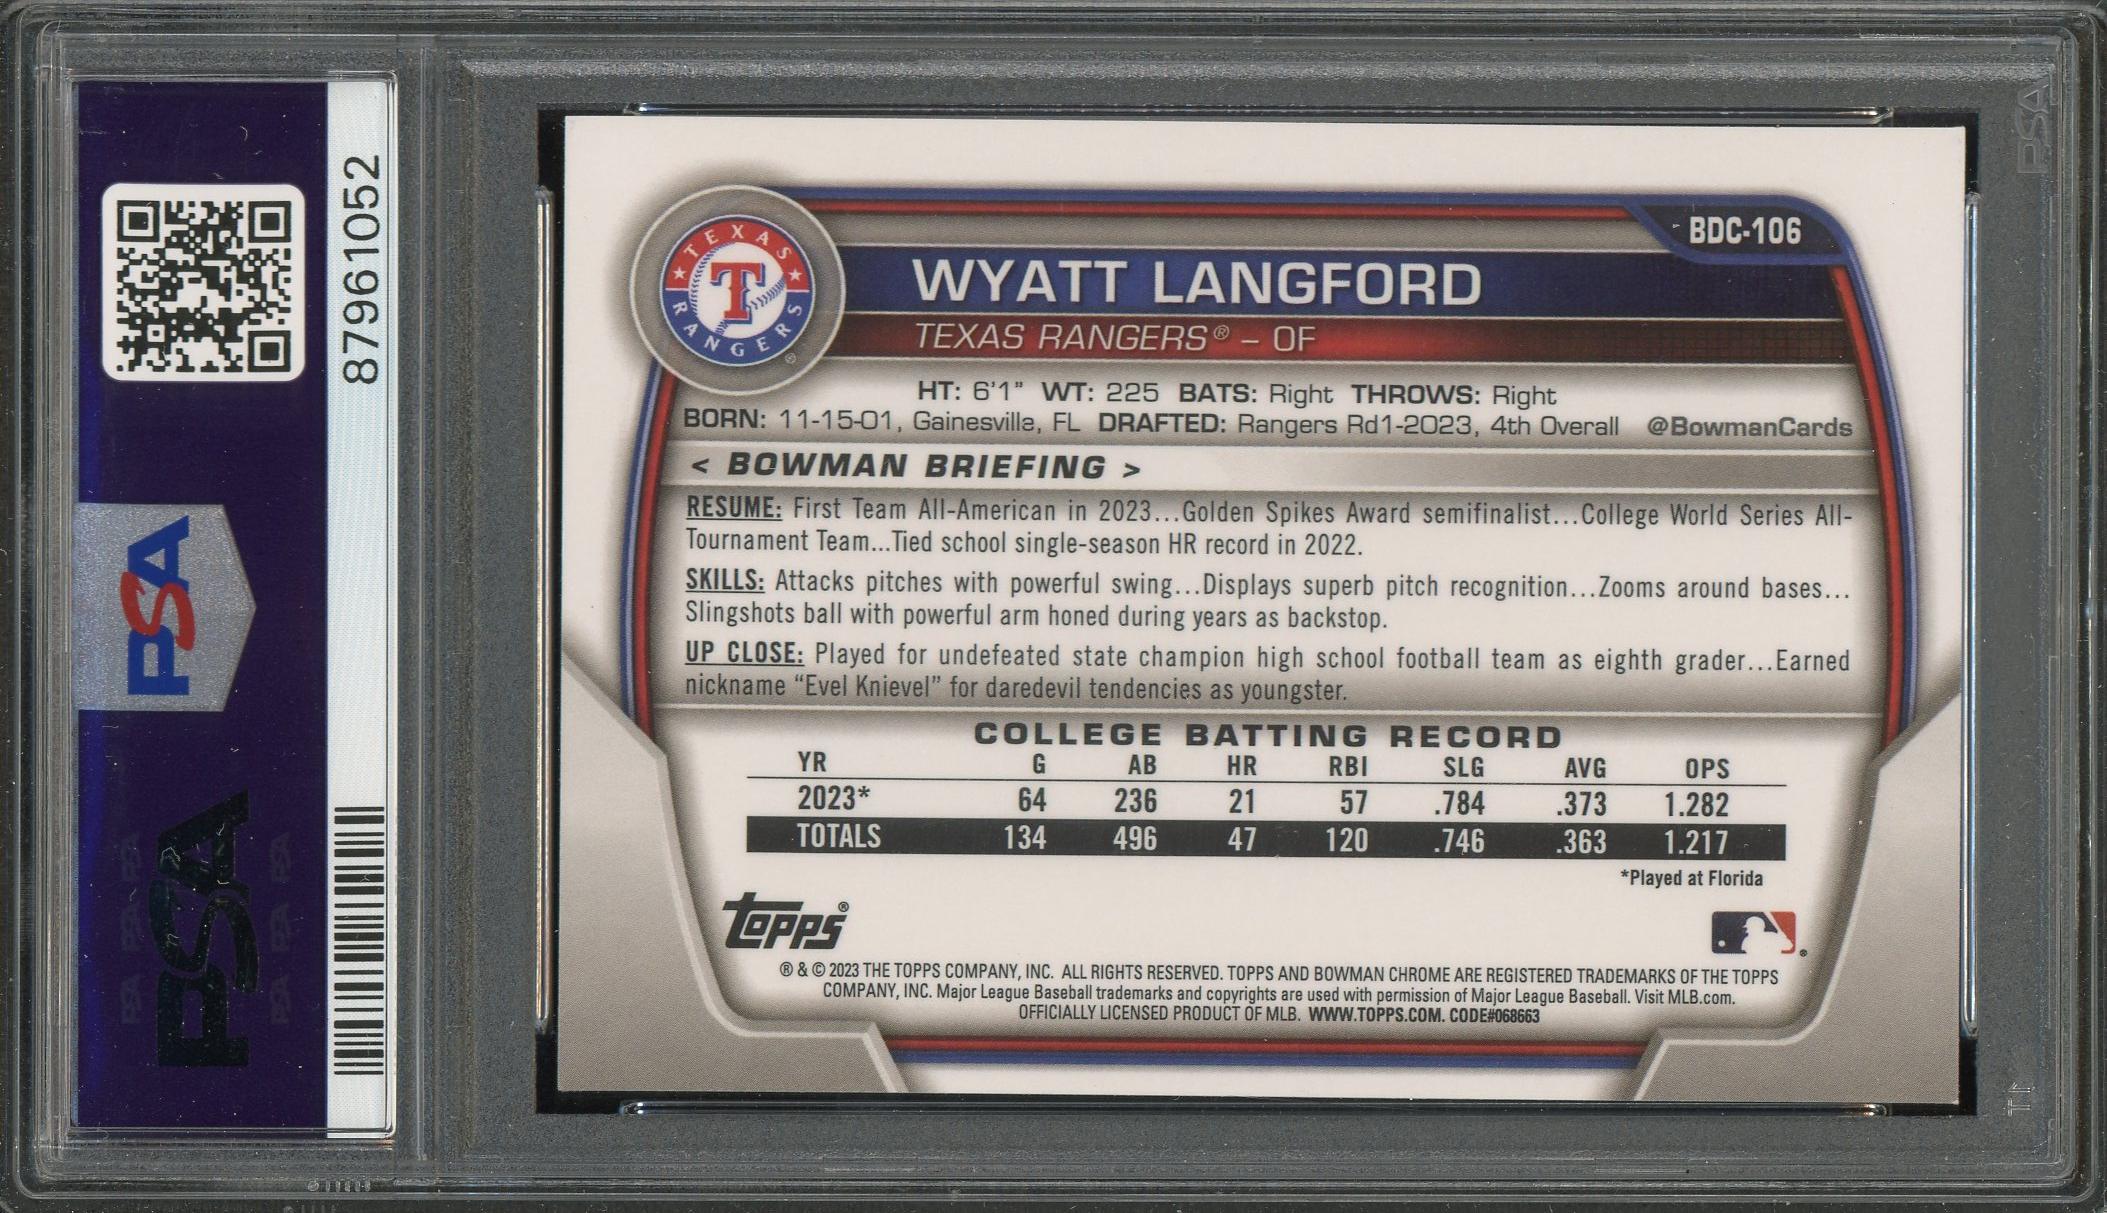 87961052
PSA
PSA
PSA
BDC-106
TEXAS
RANGERS
T
®
WYATT LANGFORD
TEXAS RANGERS® – OF
HT: 6'1" WT: 225 BATS: Right THROWS: Right
BORN: 11-15-01, Gainesville, FL DRAFTED: Rangers Rd1-2023, 4th Overall @BowmanCards
< BOWMAN BRIEFING >
RESUME: First Team All-American in 2023...Golden Spikes Award semifinalist...College World Series All-
Tournament Team...Tied school single-season HR record in 2022.
SKILLS: Attacks pitches with powerful swing...Displays superb pitch recognition...Zooms around bases...
Slingshots ball with powerful arm honed during years as backstop.
UP CLOSE: Played for undefeated state champion high school football team as eighth grader...Earned
nickname “Evel Knievel” for daredevil tendencies as youngster.
COLLEGE BATTING RECORD
YR G AB HR RBI SLG AVG OPS
2023* 64 236 21 57 .784 .373 1.282
TOTALS 134 496 47 120 .746 .363 1.217
*Played at Florida
topps®
® & © 2023 THE TOPPS COMPANY, INC. ALL RIGHTS RESERVED. TOPPS AND BOWMAN CHROME ARE REGISTERED TRADEMARKS OF THE TOPPS
COMPANY, INC. Major League Baseball trademarks and copyrights are used with permission of Major League Baseball. Visit MLB.com.
OFFICIALLY LICENSED PRODUCT OF MLB. WWW.TOPPS.COM. CODE#068663